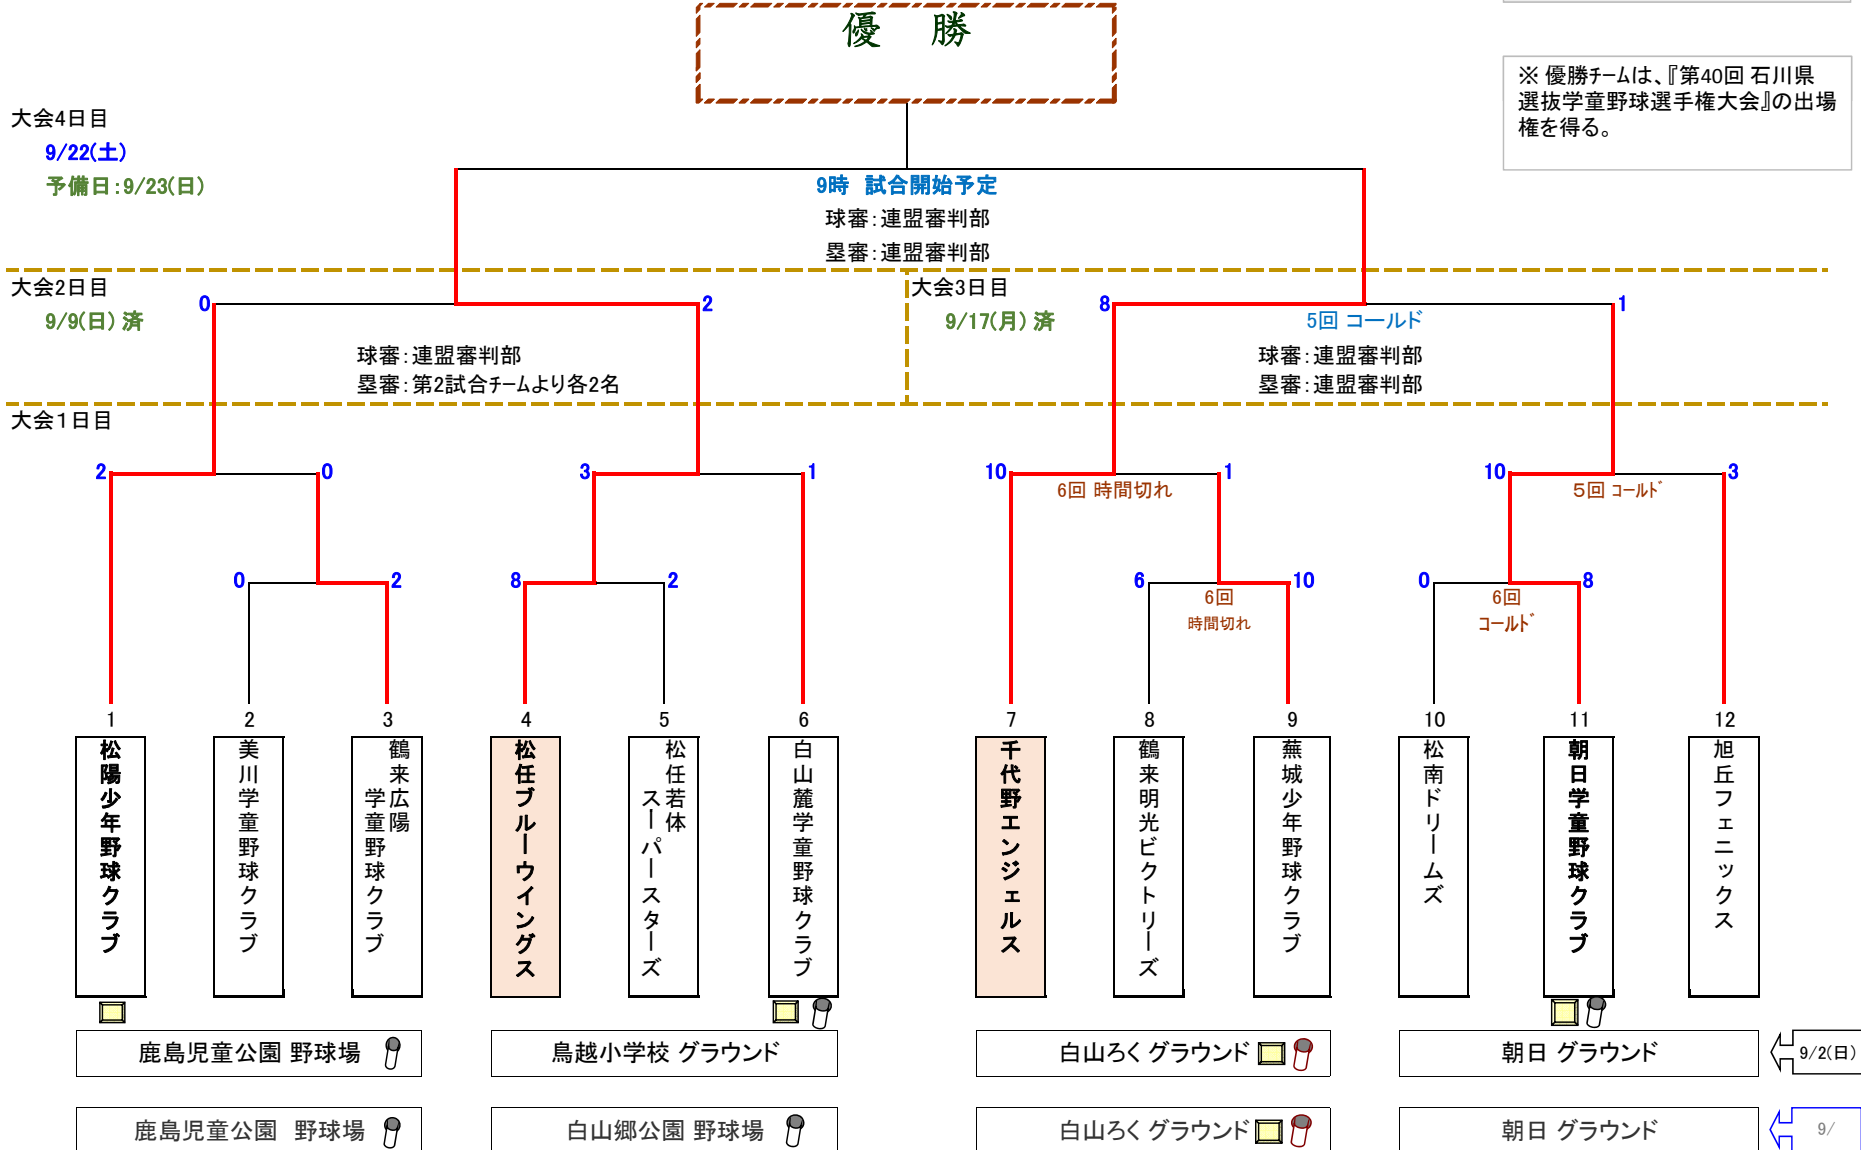 優 勝
※ 優勝チームは、『第40回 石川県
選抜学童野球選手権大会』の出場
権を得る。
大会4日目
9/22(土)
予備日:9/23(日)
9時 試合開始予定
球審:連盟審判部
塁審:連盟審判部
大会2日目
9/9(日) 済
0
2
球審:連盟審判部
塁審:第2試合チームより各2名
大会3日目
9/17(月) 済
8
1
5回 コールド
球審:連盟審判部
塁審:連盟審判部
大会1日目
2
0
3
1
10
1
6回 時間切れ
10
3
5回 コールド
0
2
8
2
6
10
6回
時間切れ
0
8
6回
コールド
1
2
3
4
5
6
7
8
9
10
11
12
松陽少年野球クラブ
美川学童野球クラブ
鶴来広陽
学童野球クラブ
松任ブルーウイングス
松任若体
スーパースターズ
白山麓学童野球クラブ
千代野エンジェルス
鶴来明光ビクトリーズ
蕪城少年野球クラブ
松南ドリームズ
朝日学童野球クラブ
旭丘フェニックス
鹿島児童公園 野球場
鳥越小学校 グラウンド
白山ろく グラウンド
朝日 グラウンド
9/2(日)
鹿島児童公園 野球場
白山郷公園 野球場
白山ろく グラウンド
朝日 グラウンド
9/